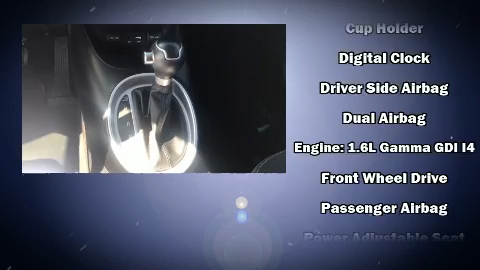 Cup Holder
Digital Clock
Driver Side Airbag
Dual Airbag
Engine: 1.6L Gamma GDI I4
Front Wheel Drive
Passenger Airbag
Power Adjustable Seat